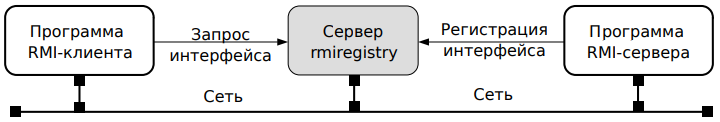 Программа
RMI-клиента
Запрос
интерфейса
Сервер
rmiregistry
Регистрация
интерфейса
Программа
RMI-сервера
Сеть
Сеть